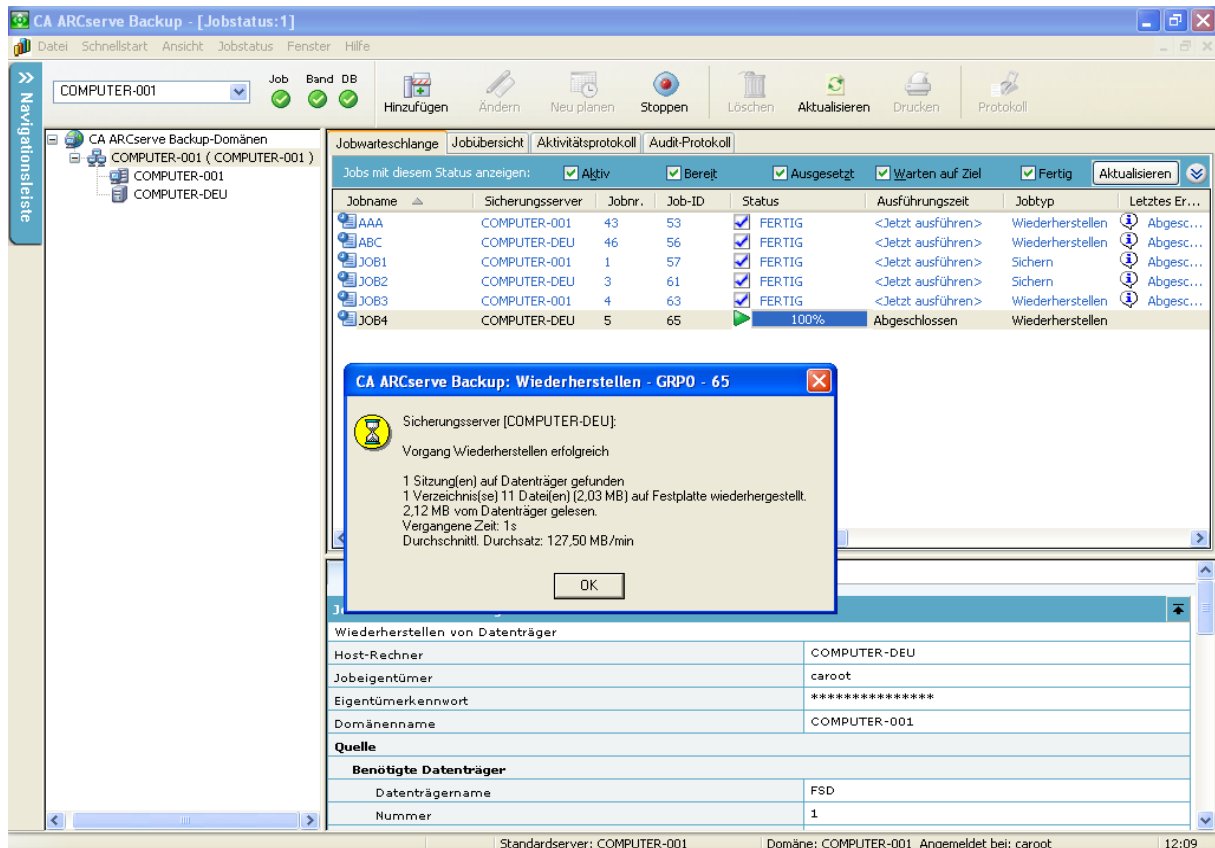 CA ARCserve Backup - [Jobstatus:1]
Datei Schnellstart Ansicht Jobstatus Fenster Hilfe
Navigationsleiste
COMPUTER-001
Job Band DB
Hinzufügen Ändern Neu planen Stoppen Löschen Aktualisieren Drucken Protokoll
CA ARCserve Backup-Domänen
COMPUTER-001 ( COMPUTER-001 )
COMPUTER-001
COMPUTER-DEU
Jobwarteschlange Jobübersicht Aktivitätsprotokoll Audit-Protokoll
Jobs mit diesem Status anzeigen: Aktiv Bereit Ausgesetzt Warten auf Ziel Fertig Aktualisieren
Jobname Sicherungsserver Jobnr. Job-ID Status Ausführungszeit Jobtyp Letztes Er...
AAA COMPUTER-001 43 53 FERTIG <Jetzt ausführen> Wiederherstellen Abgesc...
ABC COMPUTER-DEU 46 56 FERTIG <Jetzt ausführen> Wiederherstellen Abgesc...
JOB1 COMPUTER-001 1 57 FERTIG <Jetzt ausführen> Sichern Abgesc...
JOB2 COMPUTER-DEU 3 61 FERTIG <Jetzt ausführen> Sichern Abgesc...
JOB3 COMPUTER-001 4 63 FERTIG <Jetzt ausführen> Wiederherstellen Abgesc...
JOB4 COMPUTER-DEU 5 65 100% Abgeschlossen Wiederherstellen
CA ARCserve Backup: Wiederherstellen - GRP0 - 65
Sicherungsserver [COMPUTER-DEU]:
Vorgang Wiederherstellen erfolgreich
1 Sitzung(en) auf Datenträger gefunden
1 Verzeichnis(se) 11 Datei(en) (2,03 MB) auf Festplatte wiederhergestellt.
2,12 MB vom Datenträger gelesen.
Vergangene Zeit: 1s
Durchschnittl. Durchsatz: 127,50 MB/min
OK
Wiederherstellen von Datenträger
Host-Rechner COMPUTER-DEU
Jobeigentümer caroot
Eigentümerkennwort ***************
Domänenname COMPUTER-001
Quelle
Benötigte Datenträger
Datenträgername FSD
Nummer 1
Standardserver: COMPUTER-001 Domäne: COMPUTER-001 Angemeldet bei: caroot 12:09